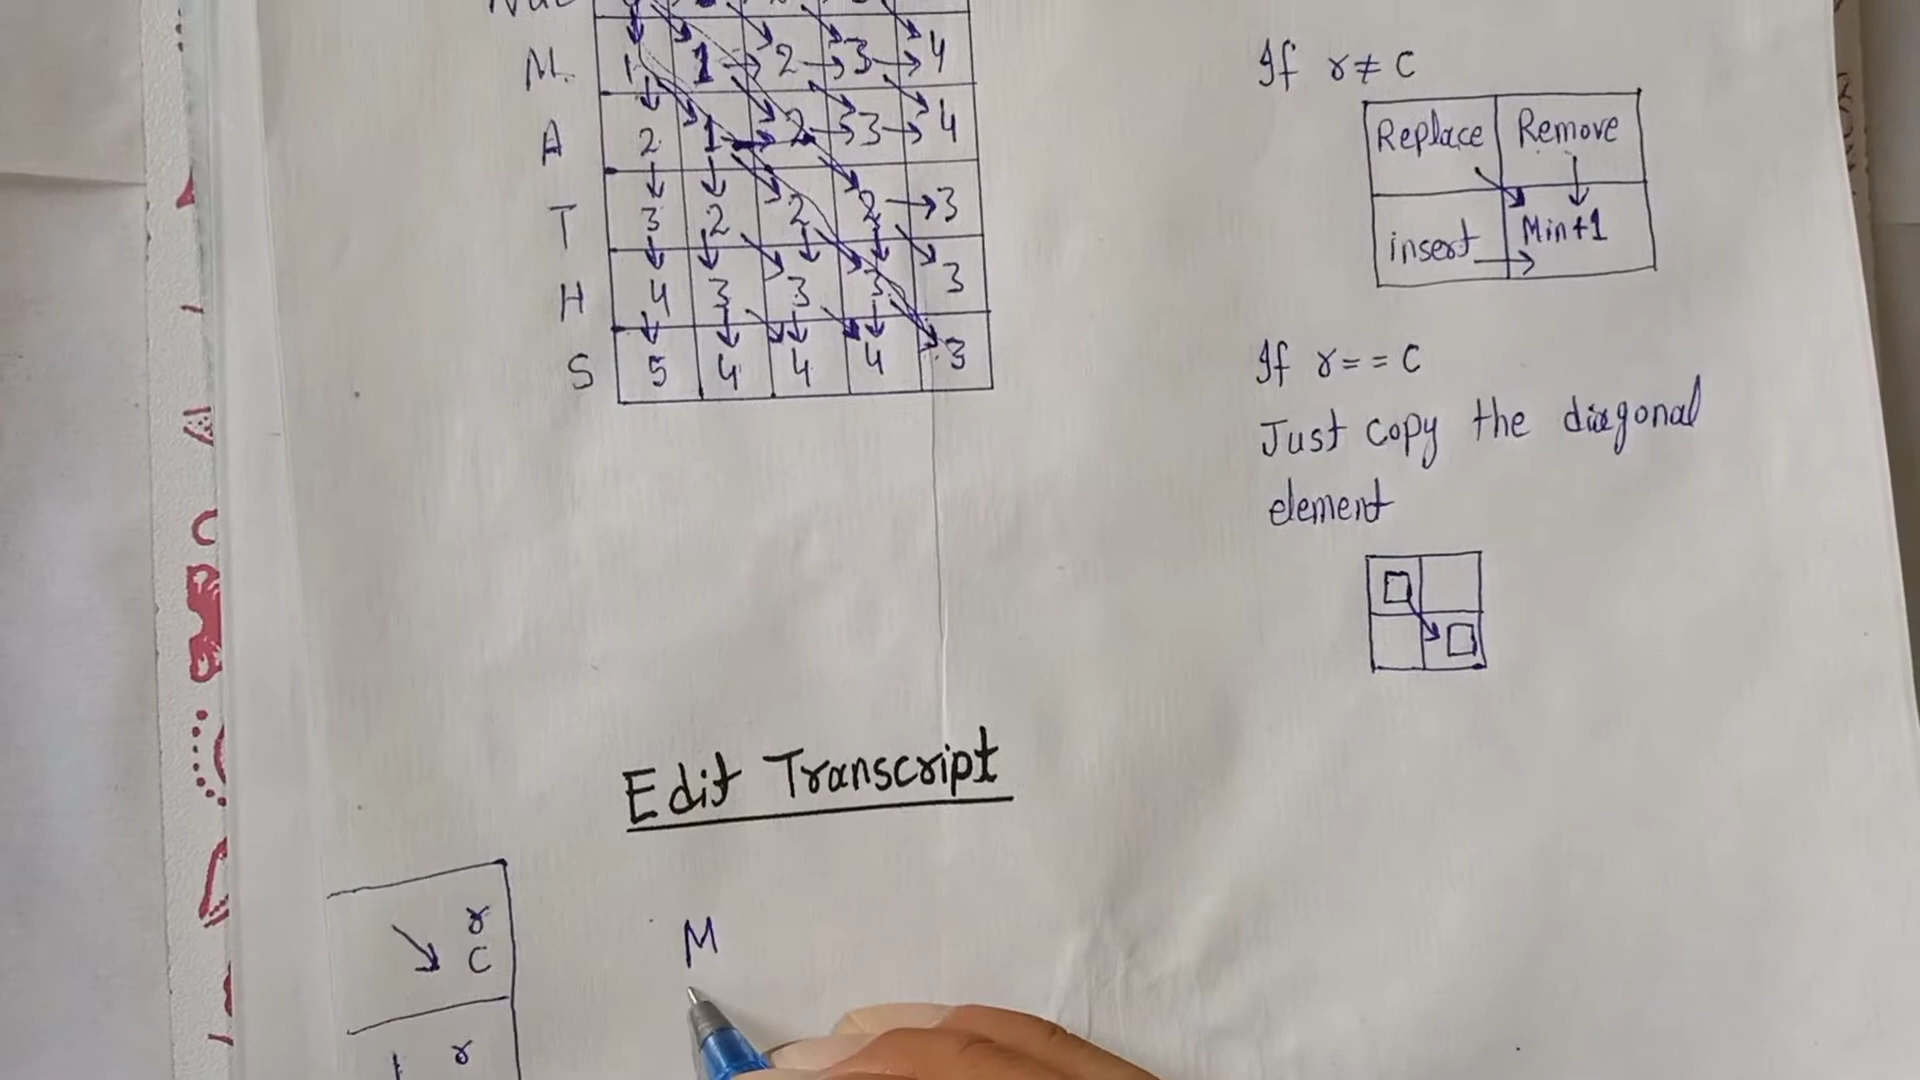 M 1 1 2 3 4
A 2 1 2 3 4
T 3 2 2 2 3
H 4 3 3 3 3
S 5 4 4 4 3
If r ≠ C
Replace Remove
insert Min+1
If r == C
Just copy the diagonal
element
Edit Transcript
r
C
M
r